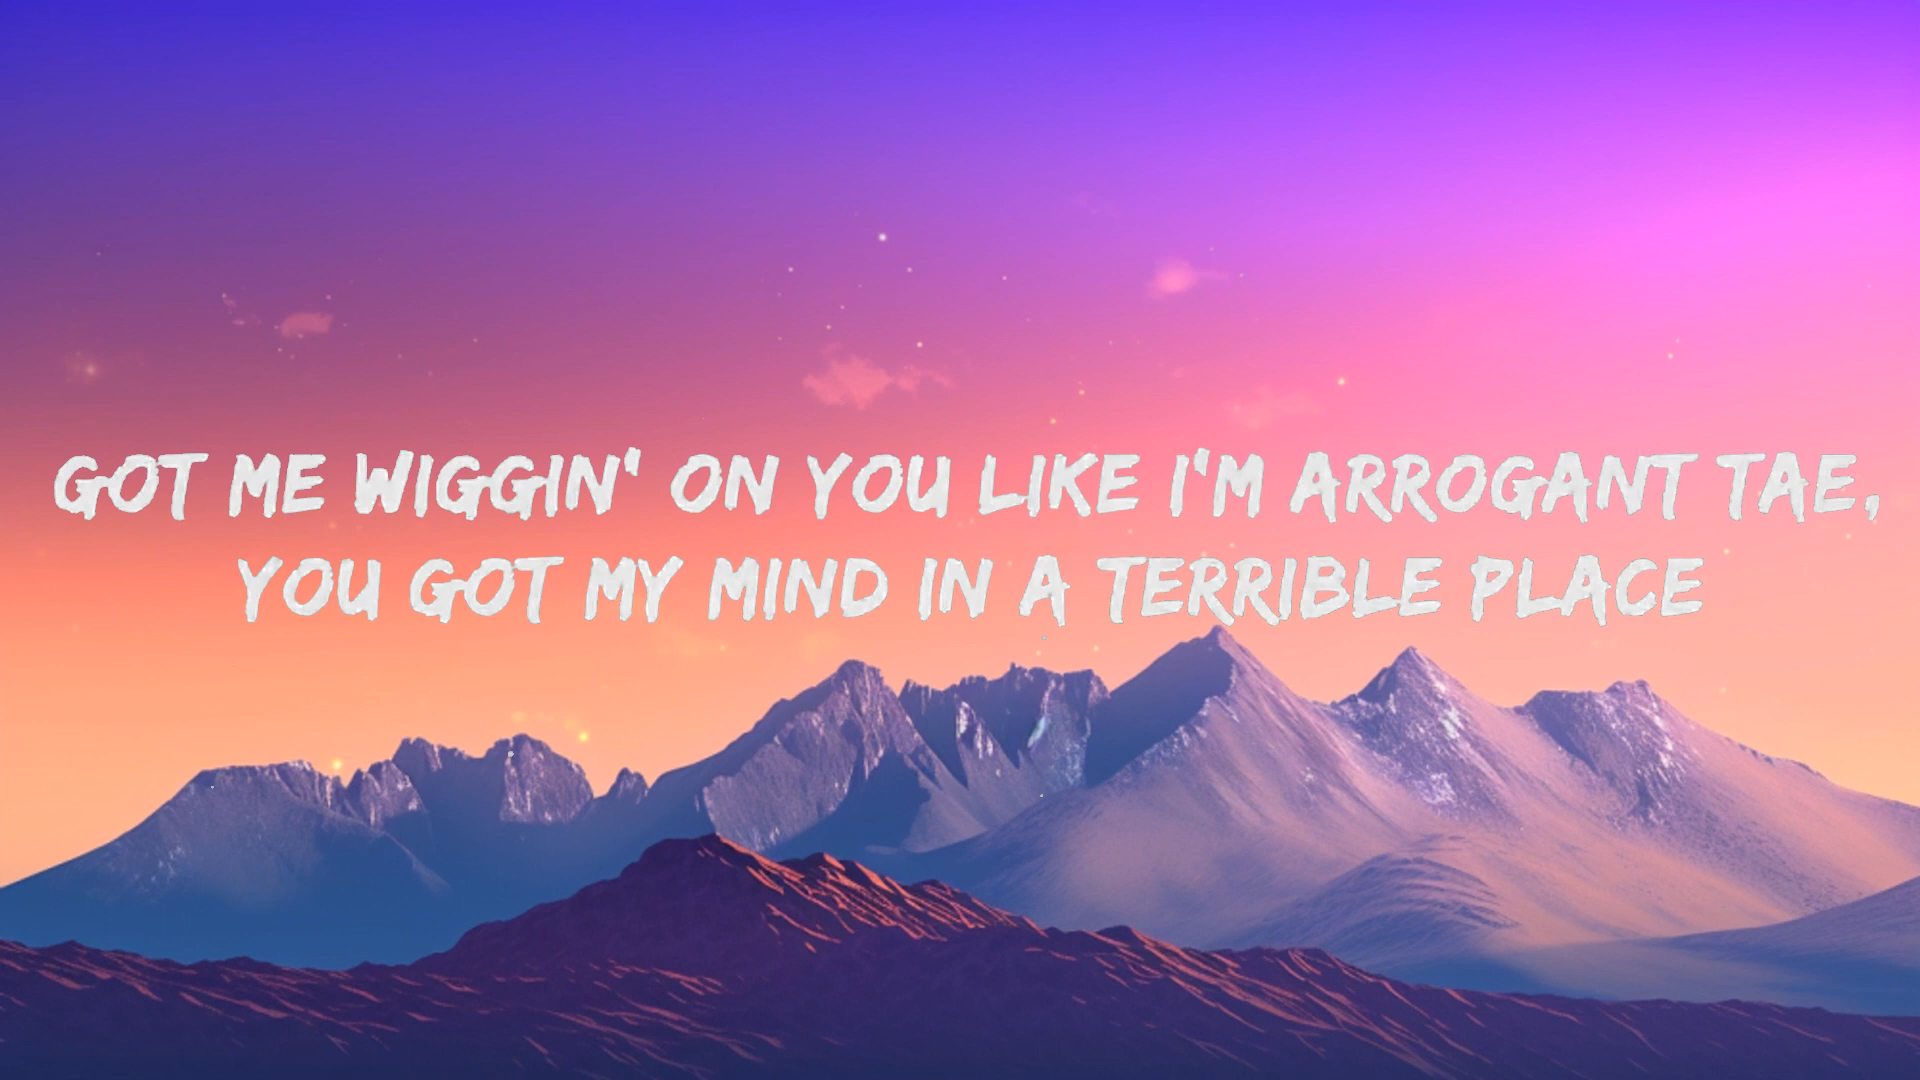 GOT ME WIGGIN' ON YOU LIKE I'M ARROGANT TAE,
YOU GOT MY MIND IN A TERRIBLE PLACE